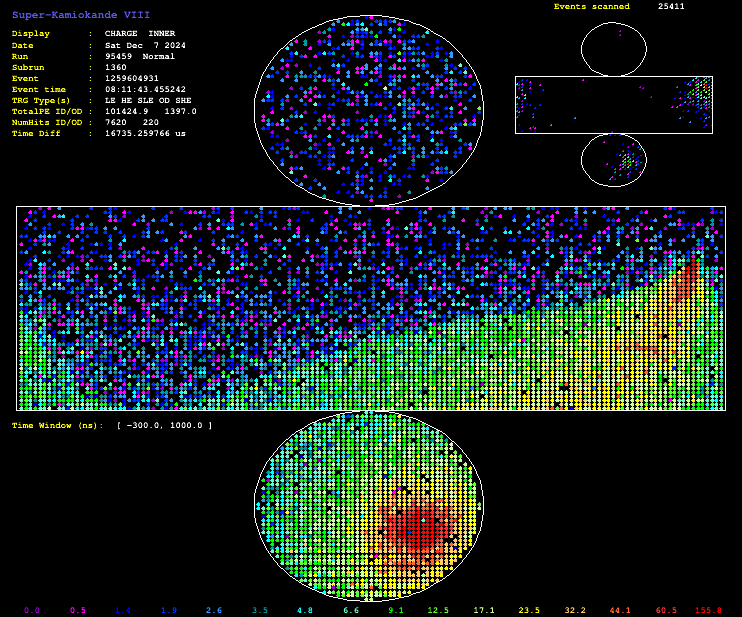 Super-Kamiokande VIII
Display : CHARGE INNER
Date : Sat Dec 7 2024
Run : 95459 Normal
Subrun : 1360
Event : 1259604931
Event time : 08:11:43.455242
TRG Type(s) : LE HE SLE OD SHE
TotalPE ID/OD : 101424.9 1397.0
NumHits ID/OD : 7620 220
Time Diff : 16735.259766 us
Events scanned 25411
Time Window (ns): [ -300.0, 1000.0 ]
0.0 0.5 1.4 1.9 2.6 3.5 4.8 6.6 9.1 12.5 17.1 23.5 32.2 44.1 60.5 155.8